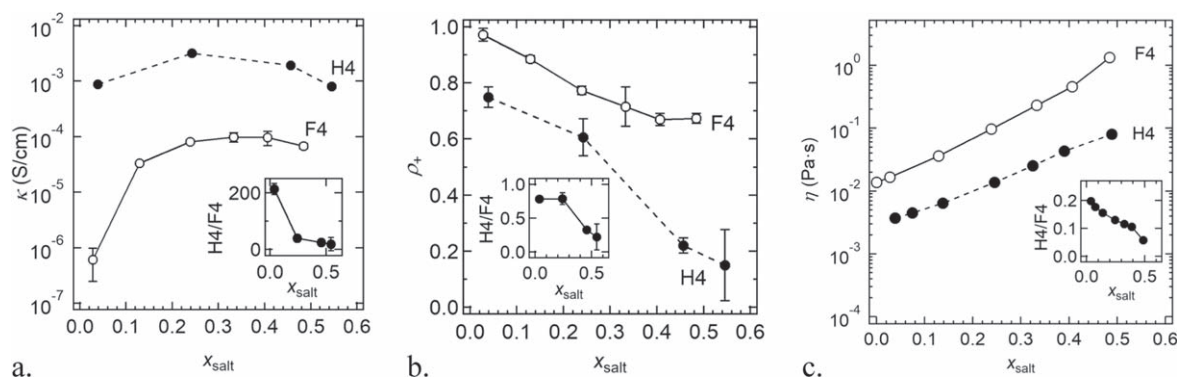 10⁻²
10⁻³
10⁻⁴
10⁻⁵
10⁻⁶
10⁻⁷
κ (S/cm)
H4
F4
200
0
H4/F4
0.0
0.5
x_salt
0.0 0.1 0.2 0.3 0.4 0.5 0.6
x_salt
a.
1.0
0.8
0.6
0.4
0.2
0.0
ρ₊
F4
H4
1.0
0.5
0.0
H4/F4
0.0
0.5
x_salt
0.0 0.1 0.2 0.3 0.4 0.5 0.6
x_salt
b.
10⁰
10⁻¹
10⁻²
10⁻³
10⁻⁴
η (Pa·s)
F4
H4
0.2
0.1
0.0
H4/F4
0.0
0.5
x_salt
0.0 0.1 0.2 0.3 0.4 0.5 0.6
x_salt
c.